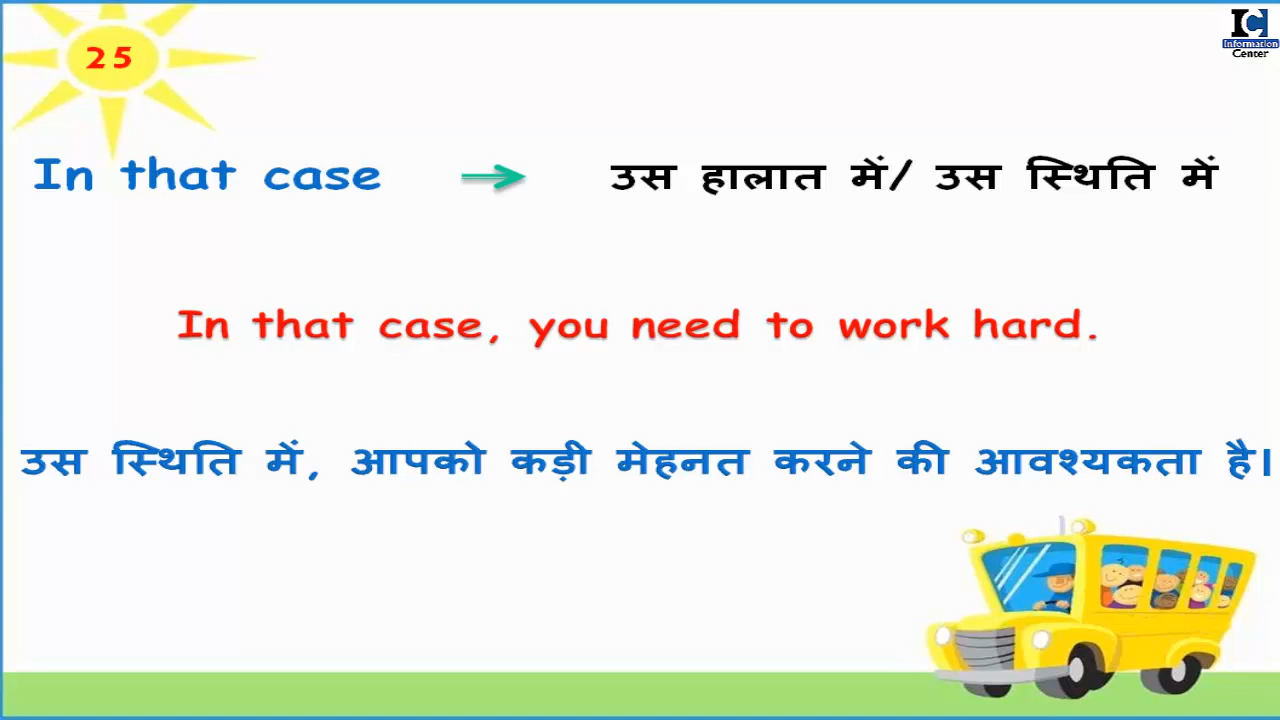 25
IC
Information
Center
In that case → उस हालात में/ उस स्थिति में
In that case, you need to work hard.
उस स्थिति में, आपको कड़ी मेहनत करने की आवश्यकता है।